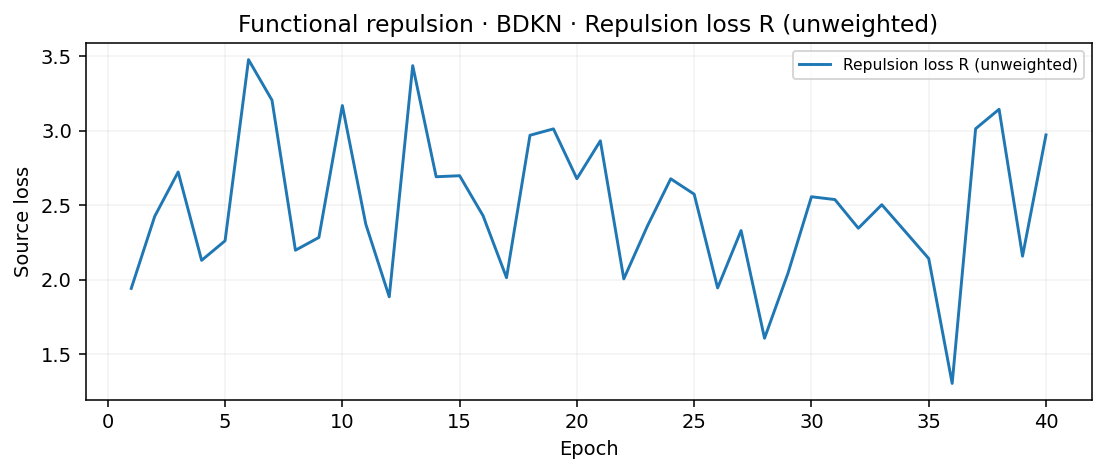 Functional repulsion · BDKN · Repulsion loss R (unweighted)
Repulsion loss R (unweighted)
Source loss
3.5
3.0
2.5
2.0
1.5
0 5 10 15 20 25 30 35 40
Epoch